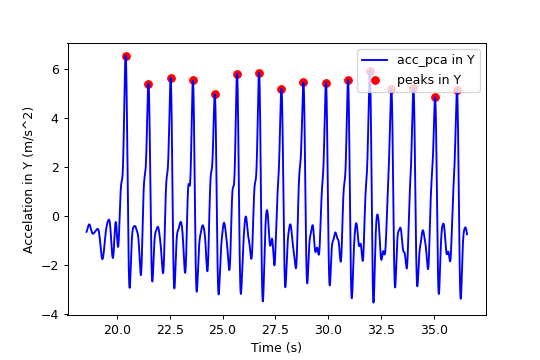 acc_pca in Y
peaks in Y
6
4
2
0
−2
−4
Accelation in Y (m/s^2)
20.0 22.5 25.0 27.5 30.0 32.5 35.0
Time (s)